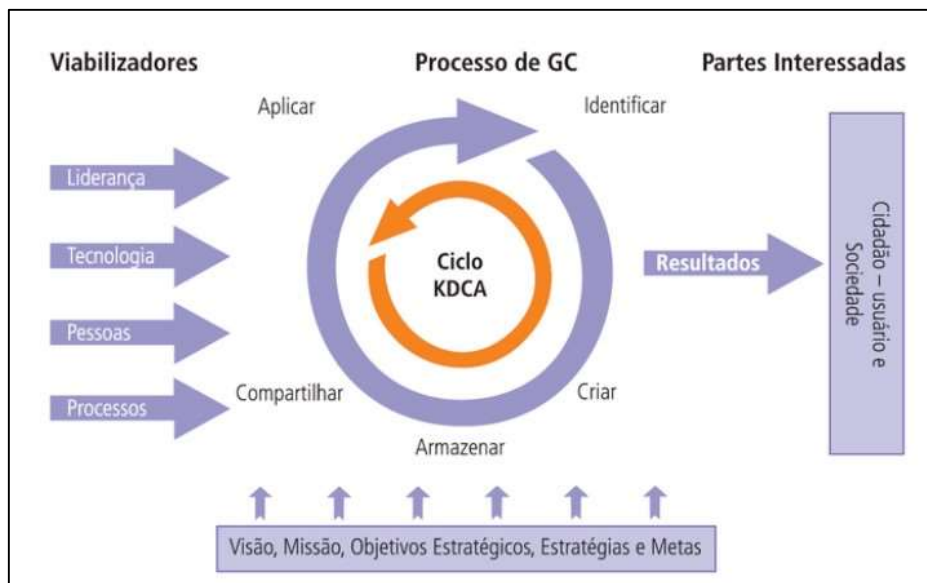 Viabilizadores
Processo de GC
Partes Interessadas
Aplicar
Identificar
Liderança
Tecnologia
Pessoas
Processos
Ciclo
KDCA
Resultados
Cidadão – usuário e
Sociedade
Compartilhar
Criar
Armazenar
Visão, Missão, Objetivos Estratégicos, Estratégias e Metas